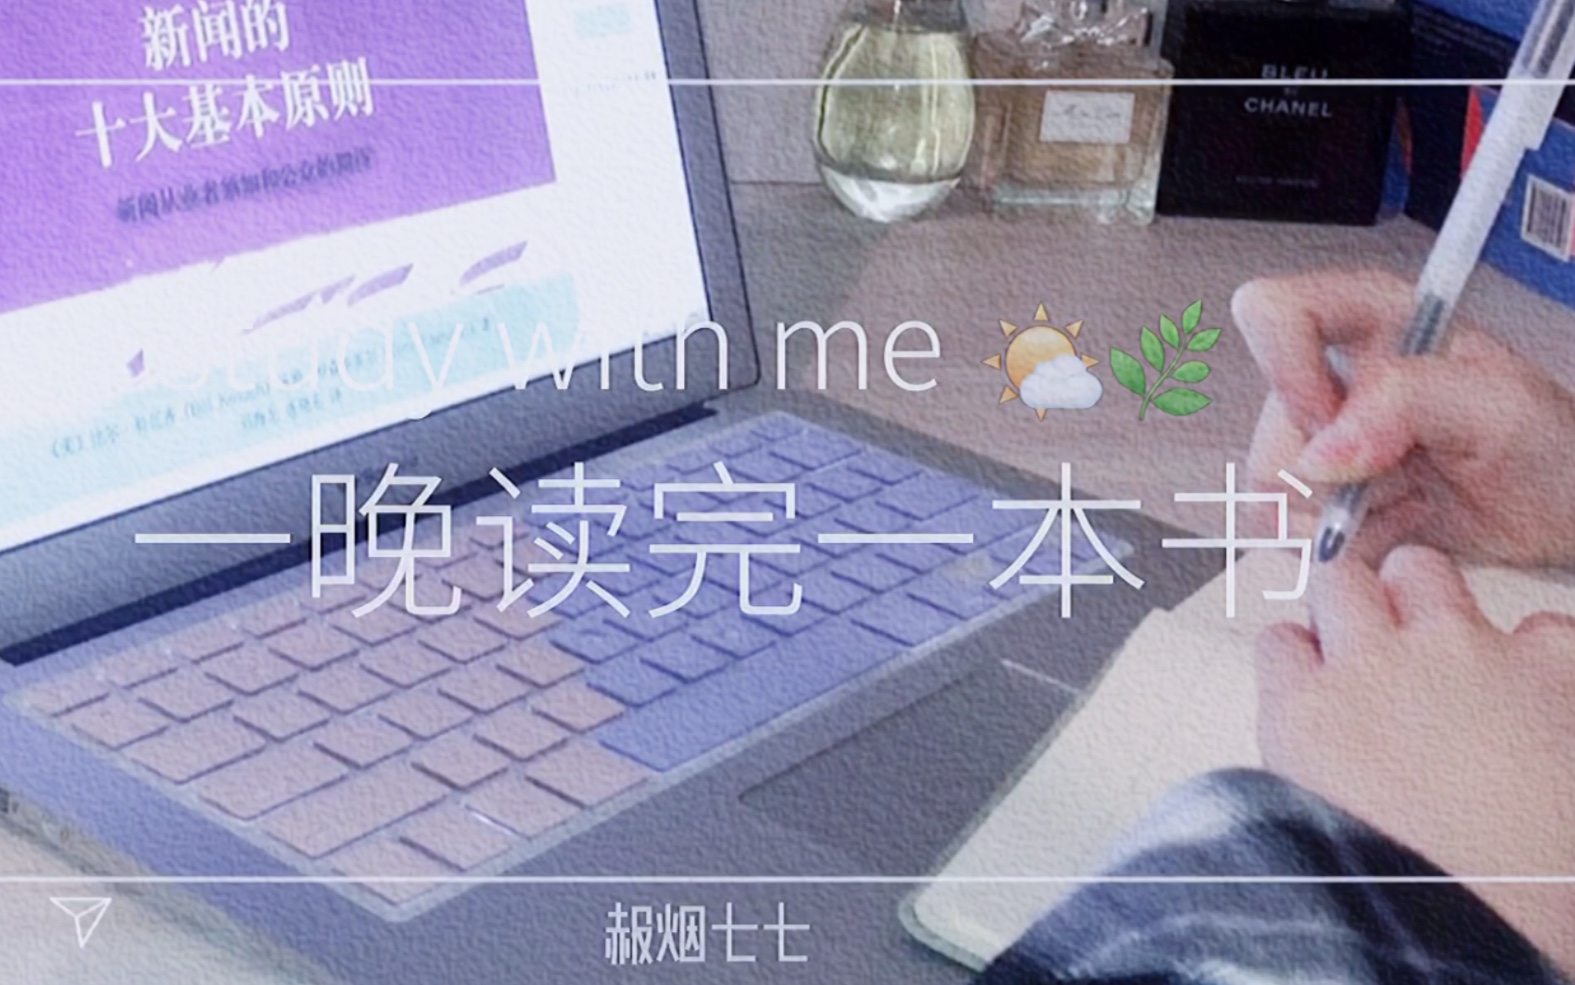 新闻的
十大基本原则
新闻从业者须知和公众的期待
BLEU
DE
CHANEL
study with me
一晚读完一本书
赧烟七七